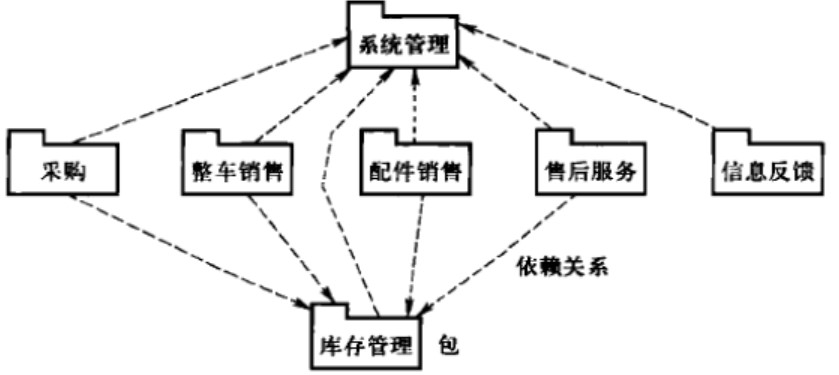 系统管理
采购
整车销售
配件销售
售后服务
信息反馈
依赖关系
库存管理
包